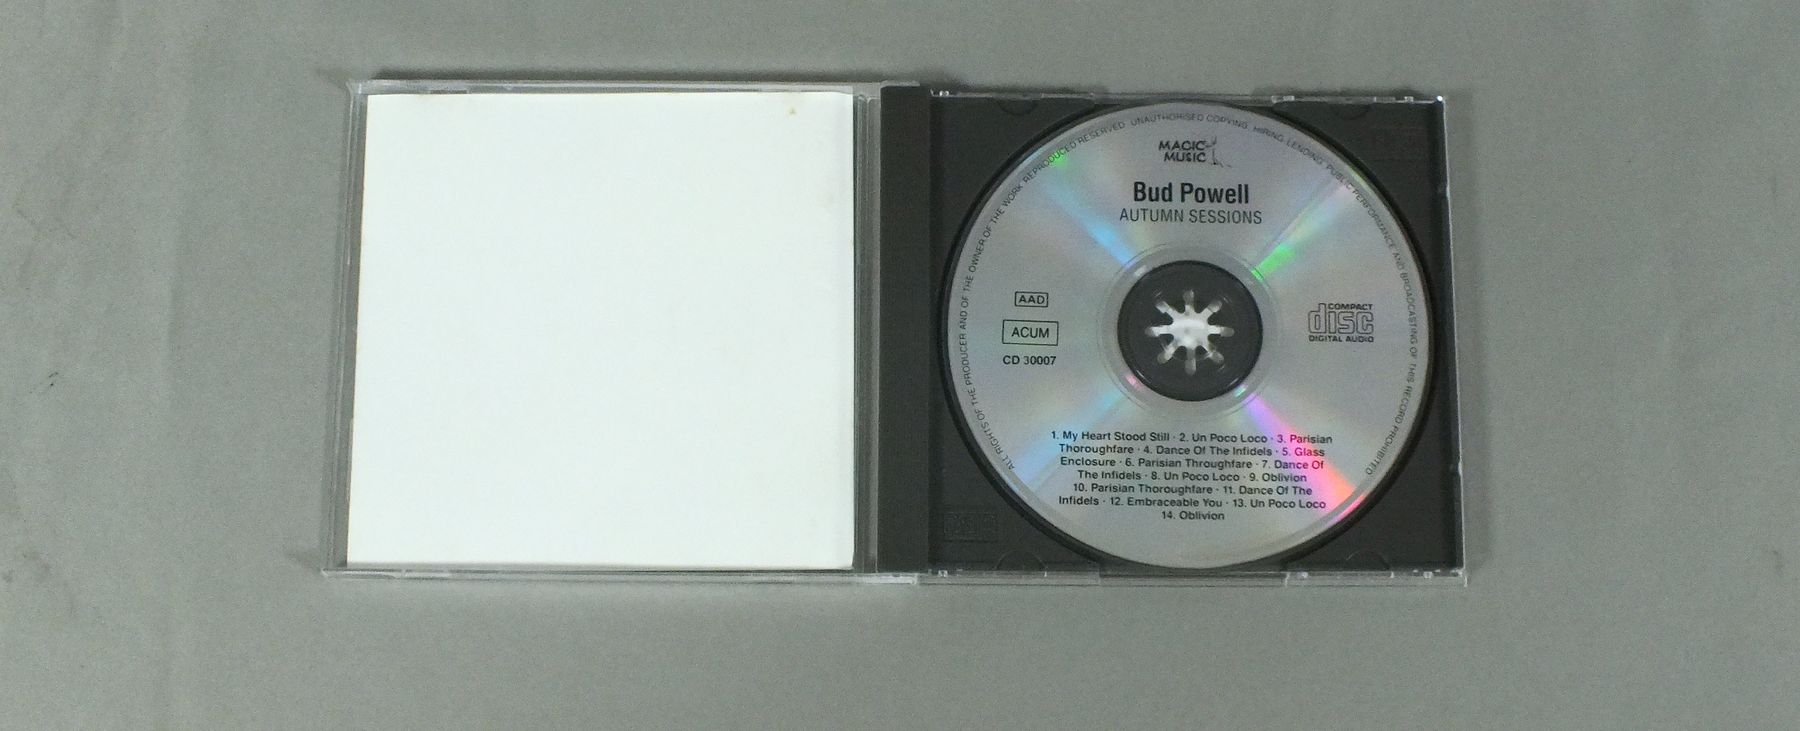 ALL RIGHTS OF THE PRODUCER AND OF THE OWNER OF THE WORK REPRODUCED RESERVED UNAUTHORISED COPYING, HIRING, LENDING, PUBLIC PERFORMANCE AND BROADCASTING OF THIS RECORD PROHIBITED
MAGIC
MUSIC
Bud Powell
AUTUMN SESSIONS
AAD
ACUM
CD 30007
COMPACT
disc
DIGITAL AUDIO
1. My Heart Stood Still · 2. Un Poco Loco · 3. Parisian
Thoroughfare · 4. Dance Of The Infidels · 5. Glass
Enclosure · 6. Parisian Throughfare · 7. Dance Of
The Infidels · 8. Un Poco Loco · 9. Oblivion
10. Parisian Thoroughfare · 11. Dance Of The
Infidels · 12. Embraceable You · 13. Un Poco Loco
14. Oblivion